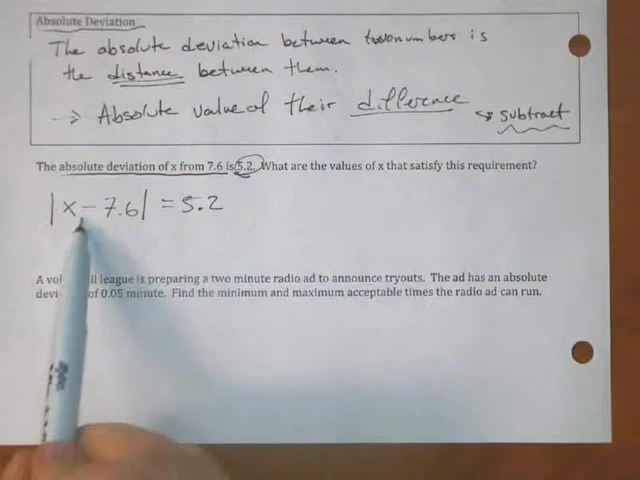 Absolute Deviation
The absolute deviation between two numbers is
the distance between them.
→ Absolute value of their difference → subtract
The absolute deviation of x from 7.6 is 5.2. What are the values of x that satisfy this requirement?
|x - 7.6| = 5.2
A vol ll league is preparing a two minute radio ad to announce tryouts. The ad has an absolute
devi of 0.05 minute. Find the minimum and maximum acceptable times the radio ad can run.